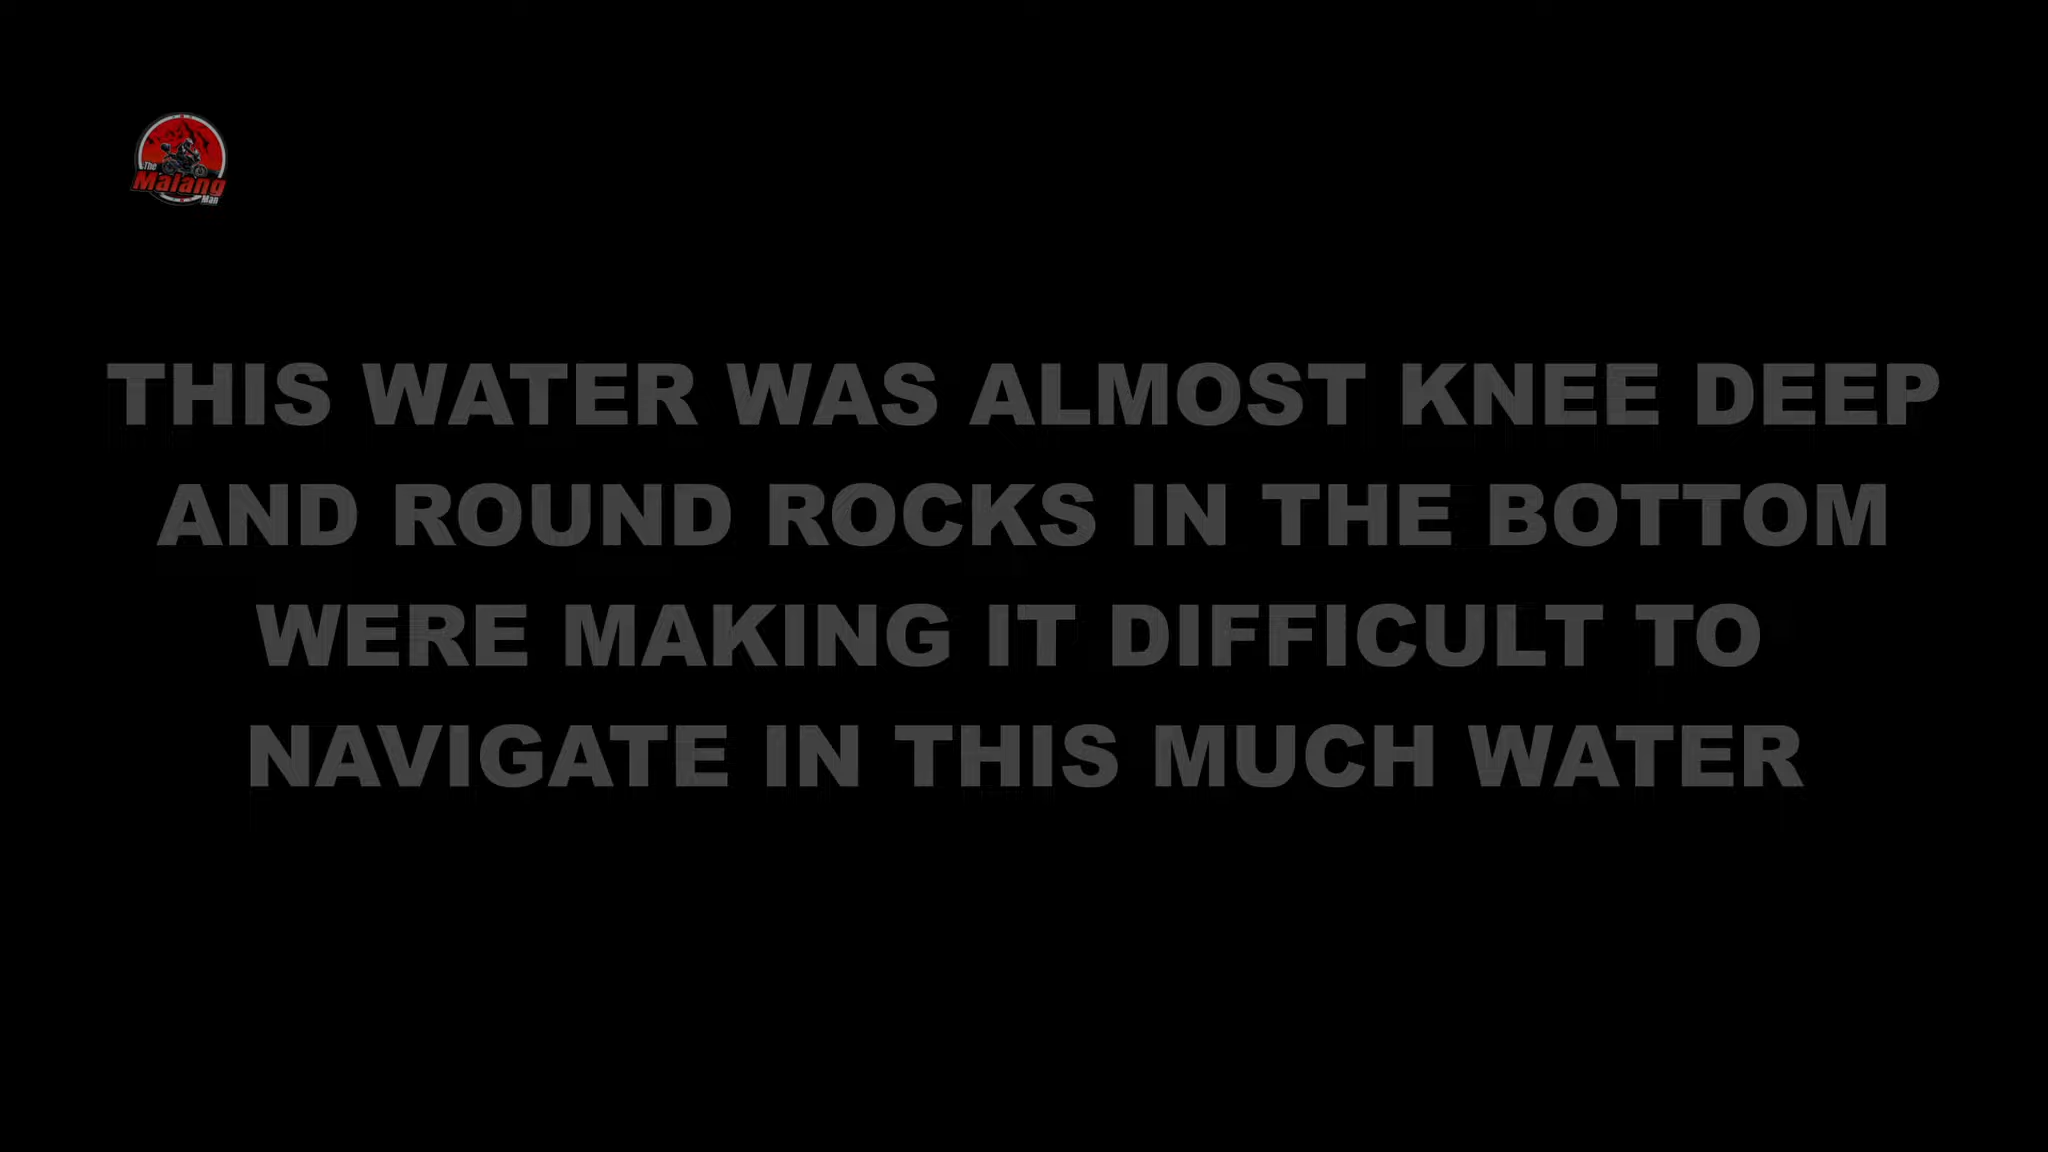 The
Malang
Man
THIS WATER WAS ALMOST KNEE DEEP
AND ROUND ROCKS IN THE BOTTOM
WERE MAKING IT DIFFICULT TO
NAVIGATE IN THIS MUCH WATER